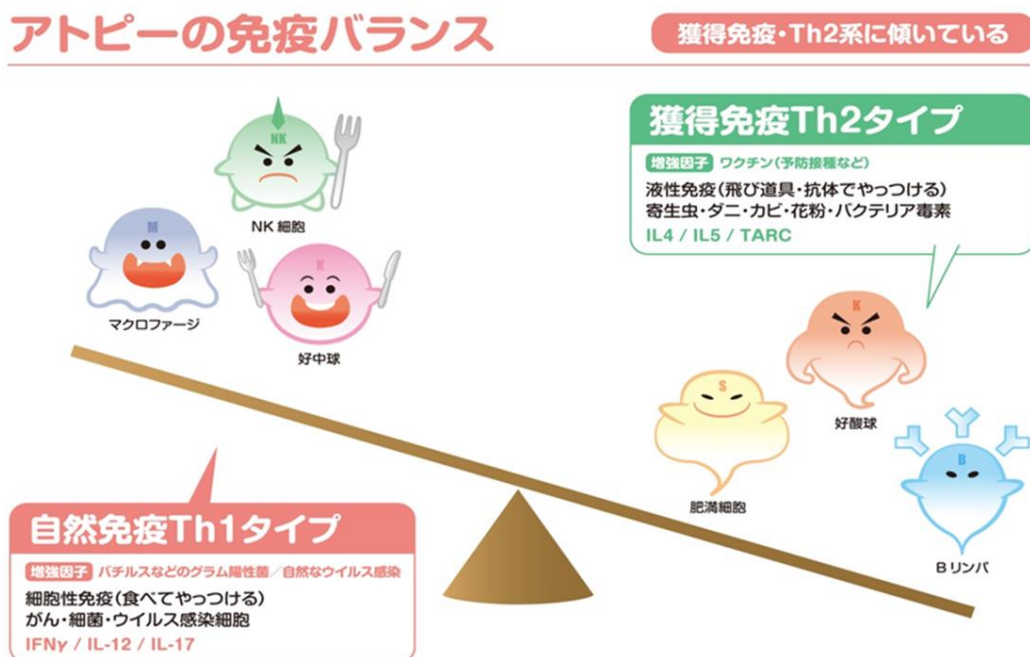 アトピーの免疫バランス
獲得免疫・Th2系に傾いている
獲得免疫Th2タイプ
増強因子 ワクチン(予防接種など)
液性免疫(飛び道具・抗体でやっつける)
寄生虫・ダニ・カビ・花粉・バクテリア毒素
IL4 / IL5 / TARC
NK
NK 細胞
M
マクロファージ
K
好中球
K
好酸球
S
肥満細胞
B
Bリンパ
自然免疫Th1タイプ
増強因子 バチルスなどのグラム陽性菌/自然なウイルス感染
細胞性免疫(食べてやっつける)
がん・細菌・ウイルス感染細胞
IFNγ / IL-12 / IL-17